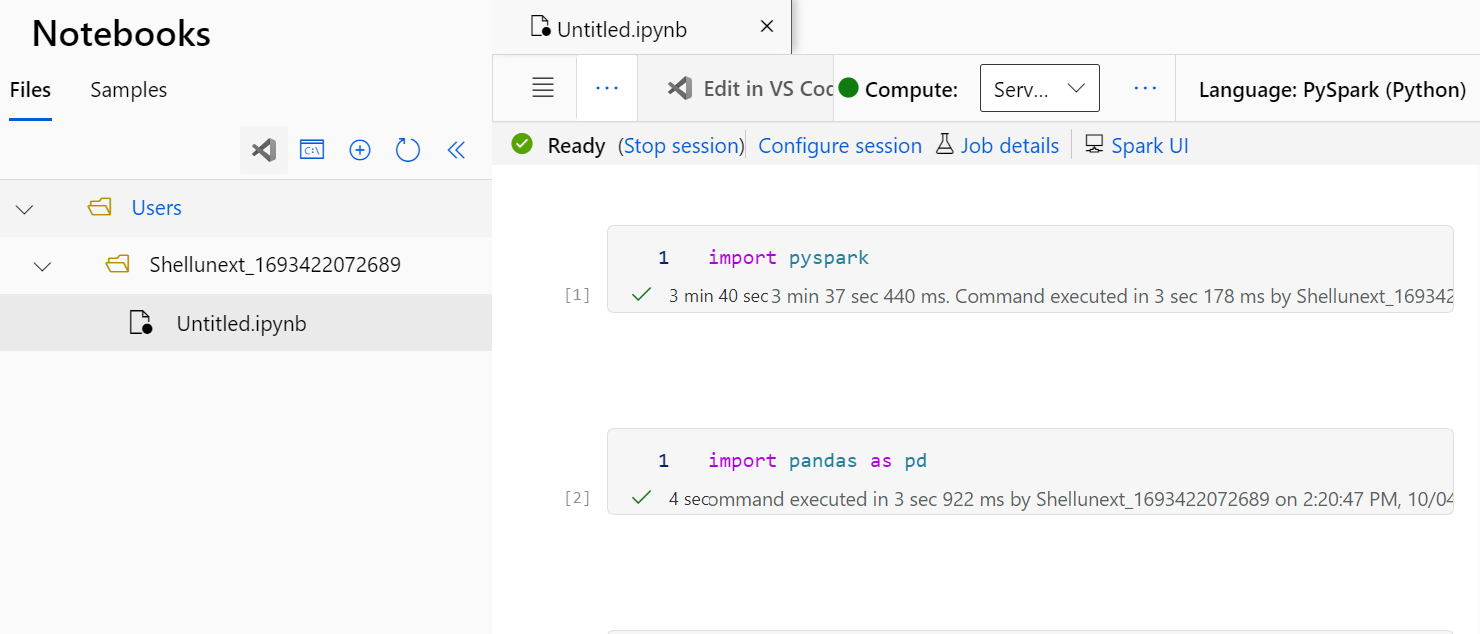 Notebooks
Files Samples
Users
Shellunext_1693422072689
Untitled.ipynb
Untitled.ipynb
Edit in VS Coc Compute: Serv... Language: PySpark (Python)
Ready (Stop session) Configure session Job details Spark UI
1 import pyspark
[1] 3 min 40 sec 3 min 37 sec 440 ms. Command executed in 3 sec 178 ms by Shellunext_169342
1 import pandas as pd
[2] 4 sec ommand executed in 3 sec 922 ms by Shellunext_1693422072689 on 2:20:47 PM, 10/04